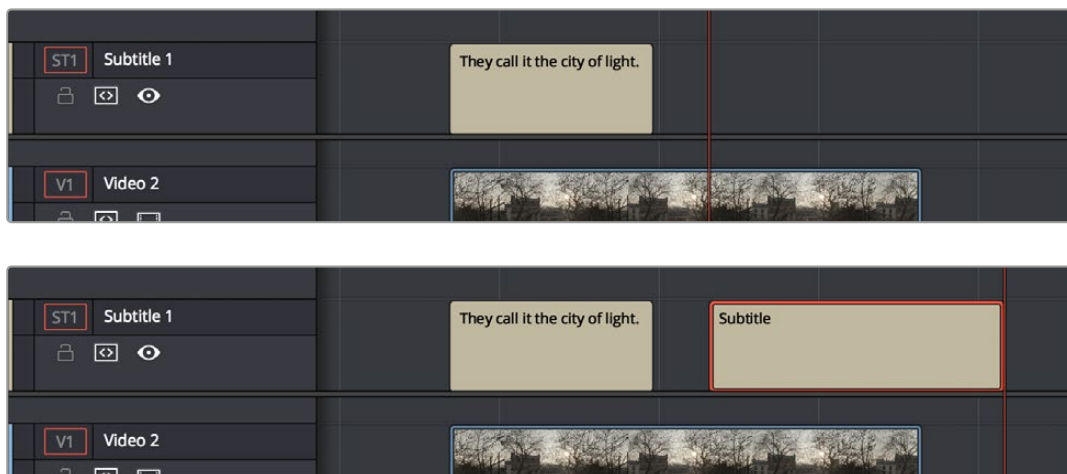 ST1 Subtitle 1 They call it the city of light.
V1 Video 2
ST1 Subtitle 1 They call it the city of light. Subtitle
V1 Video 2